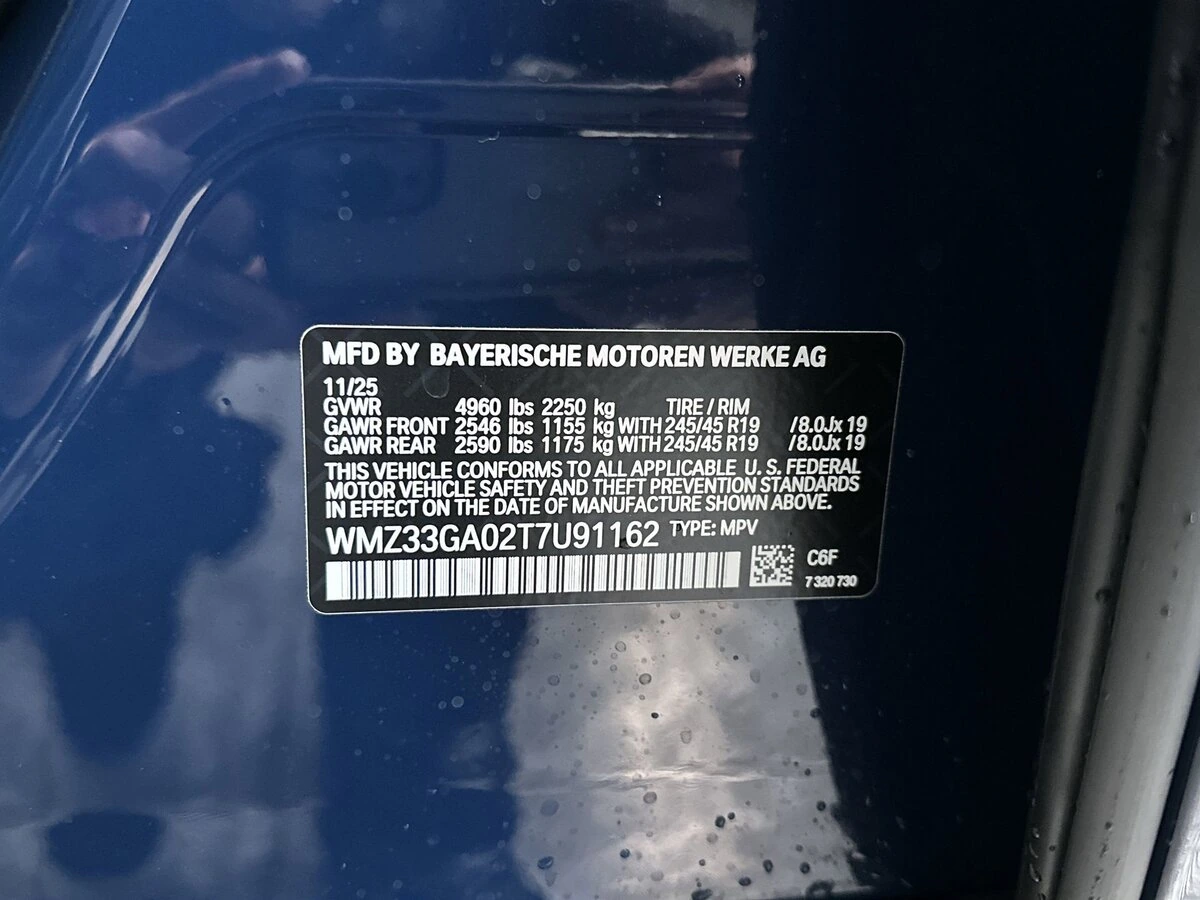 MFD BY BAYERISCHE MOTOREN WERKE AG
11/25
GVWR 4960 lbs 2250 kg TIRE / RIM
GAWR FRONT 2546 lbs 1155 kg WITH 245/45 R19 /8.0Jx 19
GAWR REAR 2590 lbs 1175 kg WITH 245/45 R19 /8.0Jx 19
THIS VEHICLE CONFORMS TO ALL APPLICABLE U. S. FEDERAL
MOTOR VEHICLE SAFETY AND THEFT PREVENTION STANDARDS
IN EFFECT ON THE DATE OF MANUFACTURE SHOWN ABOVE.
WMZ33GA02T7U91162 TYPE: MPV
C6F
7 320 730